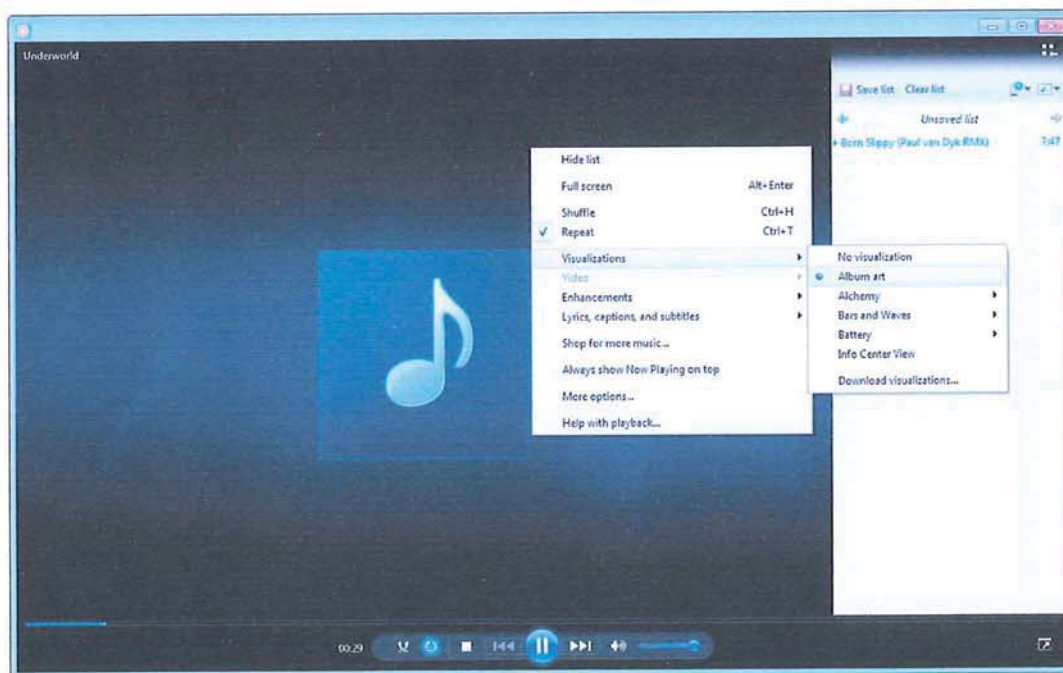 Underworld
Save list Clear list
Unsaved list
Born Slippy (Paul van Dyk RMX) 7:47
Hide list
Full screen Alt+Enter
Shuffle Ctrl+H
Repeat Ctrl+T
Visualizations
Video
Enhancements
Lyrics, captions, and subtitles
Shop for more music...
Always show Now Playing on top
More options...
Help with playback...
No visualization
Album art
Alchemy
Bars and Waves
Battery
Info Center View
Download visualizations...
00:29